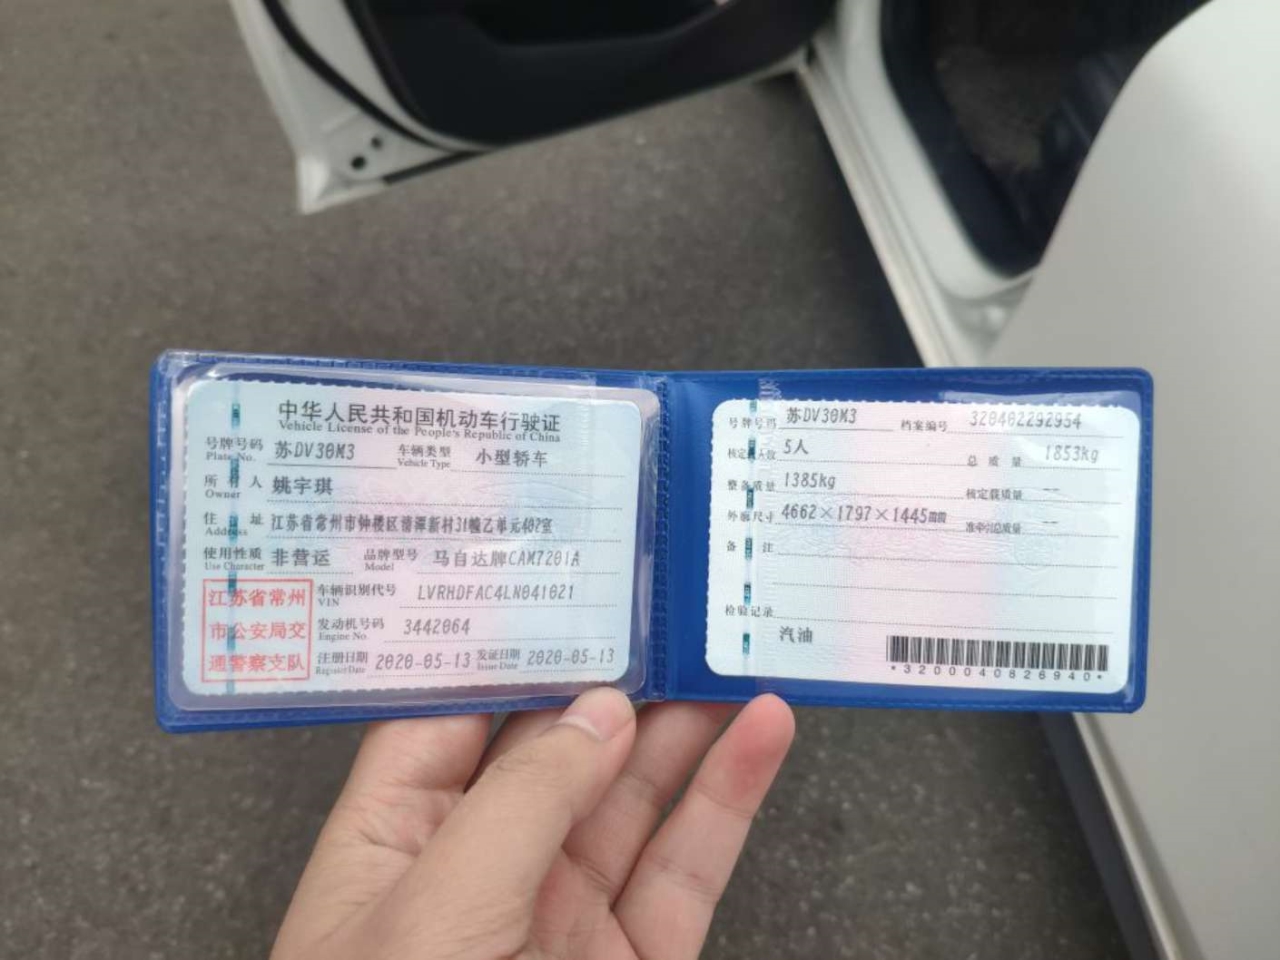 中华人民共和国机动车行驶证
Vehicle License of the People's Republic of China
号牌号码 苏DV30M3 车辆类型 小型轿车
Plate No. Vehicle Type
所有人 姚宇琪
Owner
住址 江苏省常州市钟楼区清潭新村31幢乙单元402室
Address
使用性质 非营运 品牌型号 马自达牌CAM7201A
Use Character Model
江苏省常州
市公安局交
通警察支队
车辆识别代号 LVRHDFAC4LN041021
VIN
发动机号码 3442064
Engine No.
注册日期 2020-05-13 发证日期 2020-05-13
Register Date Issue Date
号牌号码 苏DV30M3 档案编号 320402292954
核定人数 5人 总质量 1853kg
整备质量 1385kg 核定载质量 --
外廓尺寸 4662×1797×1445mm 准牵引总质量 --
备注
检验记录
汽油
*3200040826940*